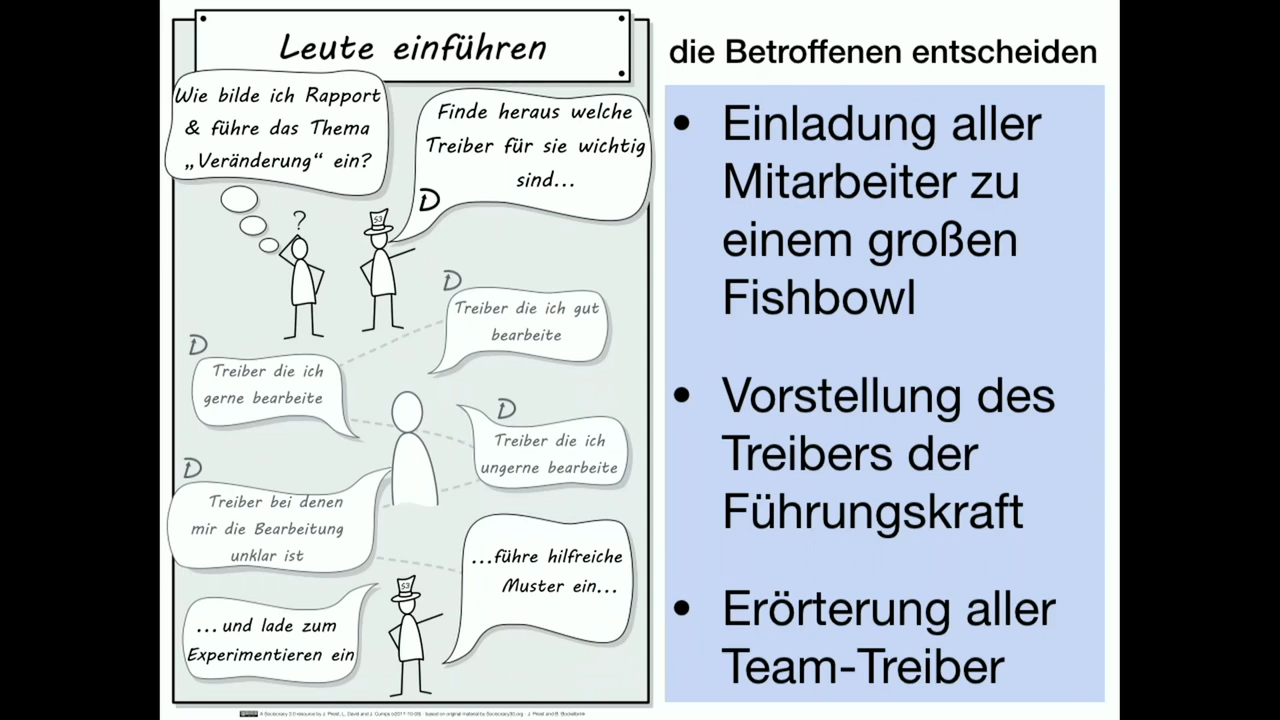 Leute einführen
Wie bilde ich Rapport
& führe das Thema
„Veränderung“ ein?
Finde heraus welche
Treiber für sie wichtig
sind...
D
?
S3
D
Treiber die ich gut
bearbeite
D
Treiber die ich
gerne bearbeite
D
Treiber die ich
ungerne bearbeite
D
Treiber bei denen
mir die Bearbeitung
unklar ist
...führe hilfreiche
Muster ein...
S3
...und lade zum
Experimentieren ein
die Betroffenen entscheiden
• Einladung aller
Mitarbeiter zu
einem großen
Fishbowl
• Vorstellung des
Treibers der
Führungskraft
• Erörterung aller
Team-Treiber